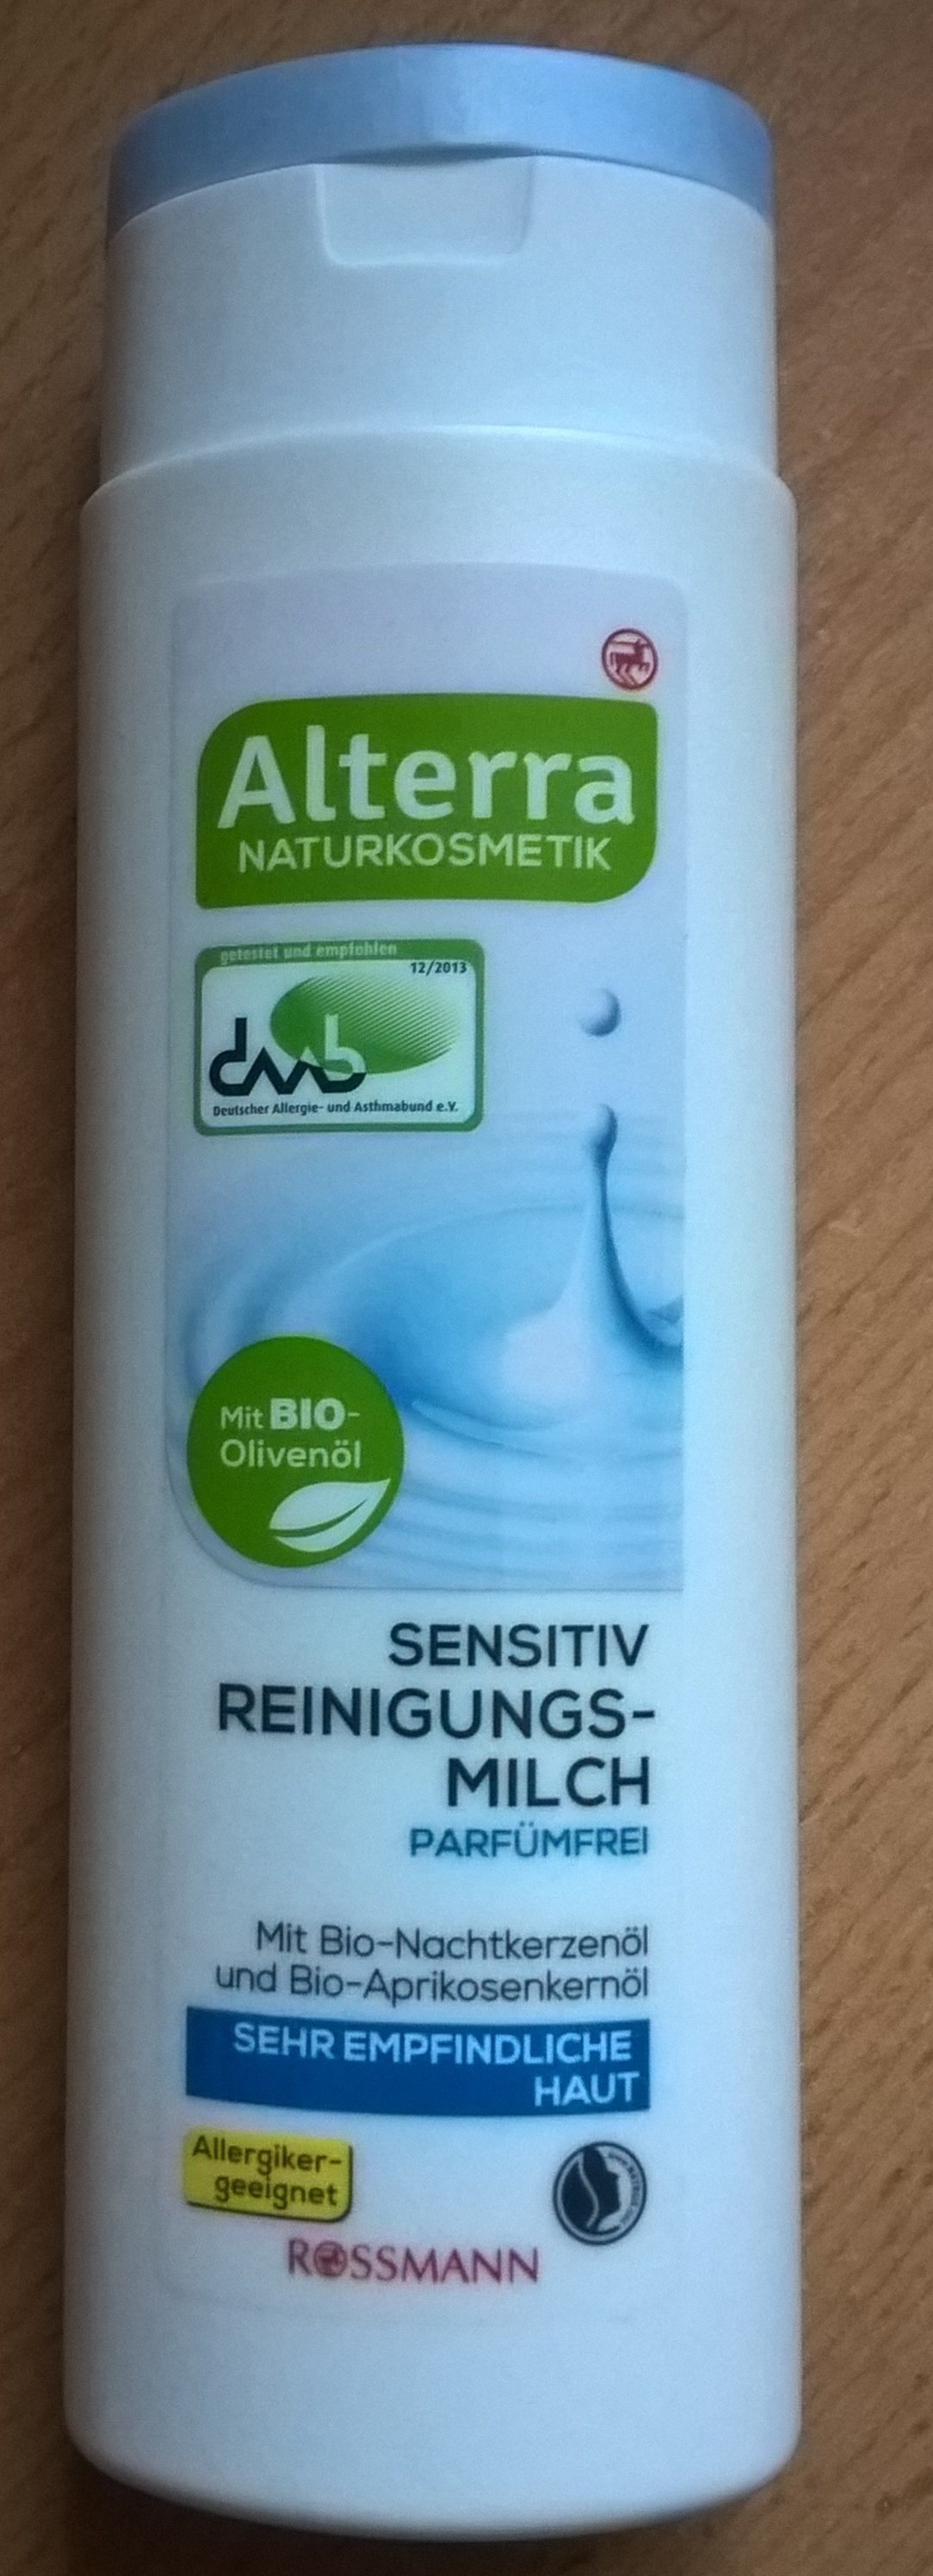 Alterra
NATURKOSMETIK
getestet und empfohlen
12/2013
daab
Deutscher Allergie- und Asthmabund e.V.
Mit BIO-
Olivenöl
SENSITIV
REINIGUNGS-
MILCH
PARFÜMFREI
Mit Bio-Nachtkerzenöl
und Bio-Aprikosenkernöl
SEHR EMPFINDLICHE
HAUT
Allergiker-
geeignet
ROSSMANN